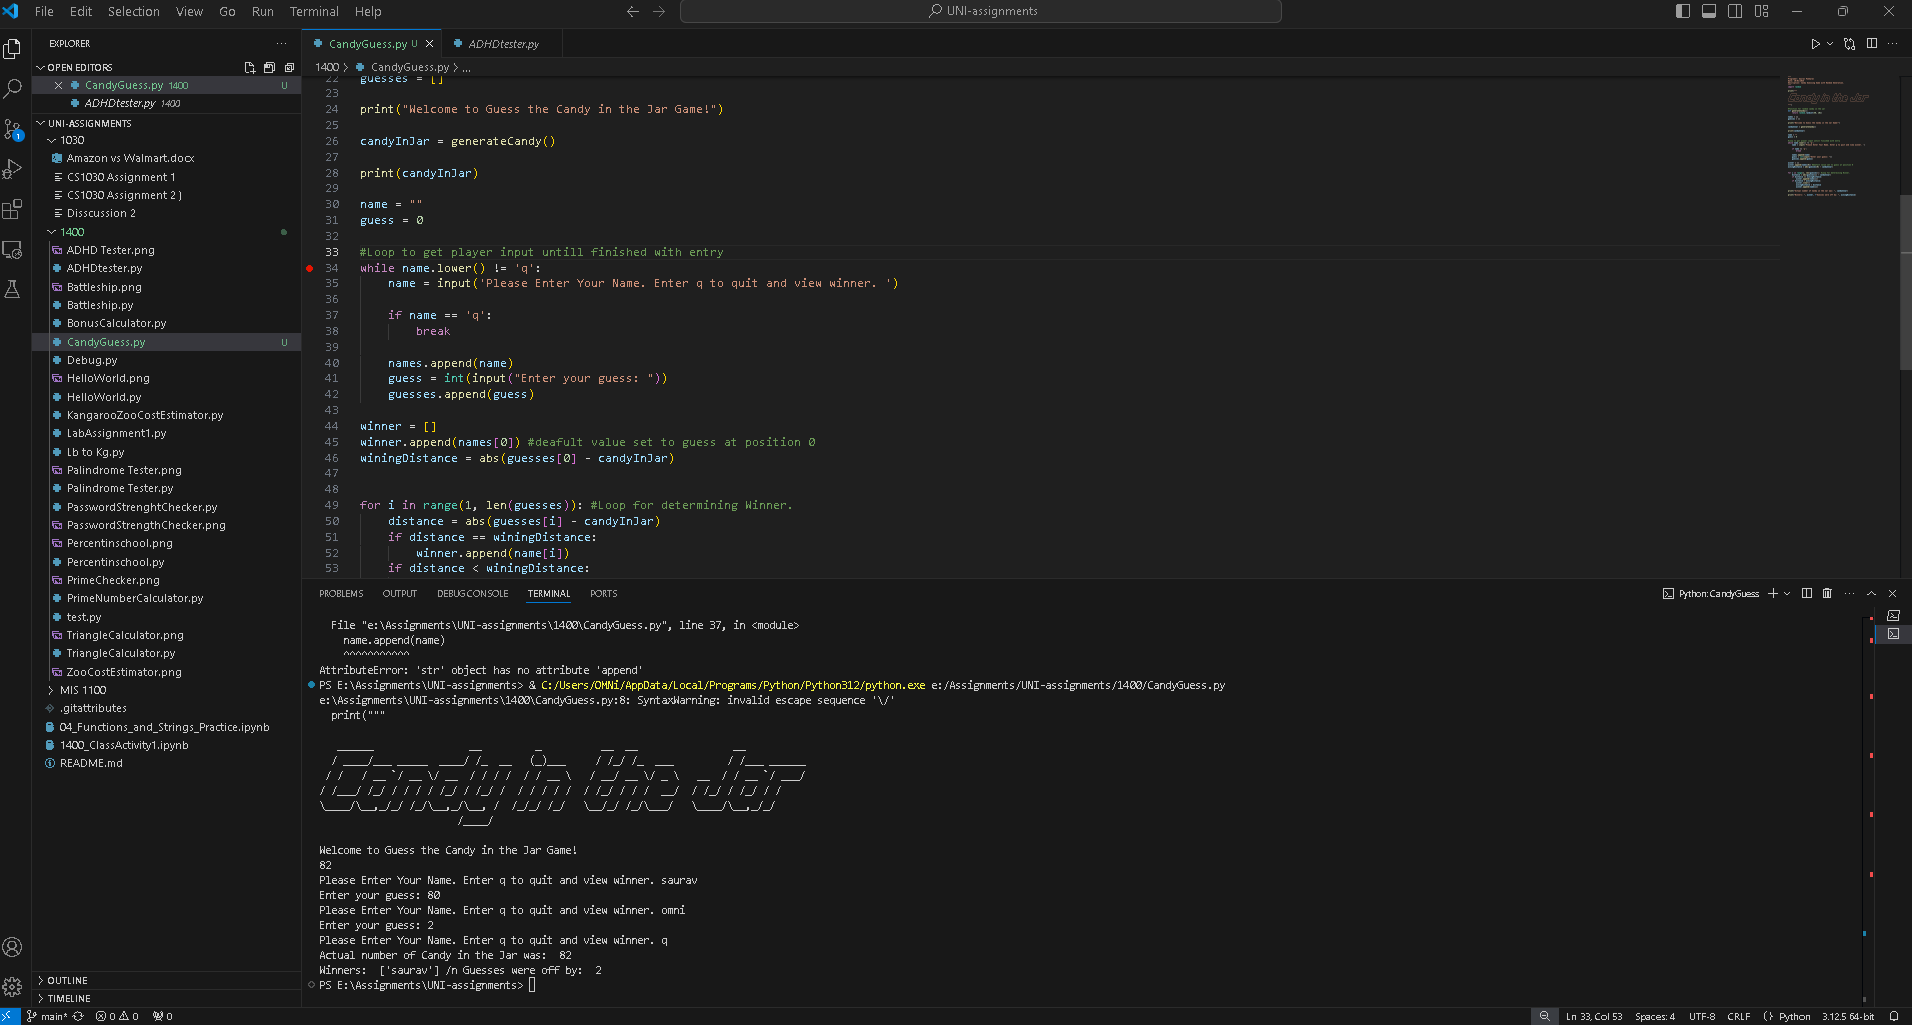 File Edit Selection View Go Run Terminal Help
UNI-assignments
EXPLORER
OPEN EDITORS
CandyGuess.py 1400 U
ADHDtester.py 1400
UNI-ASSIGNMENTS
1030
Amazon vs Walmart.docx
CS1030 Assignment 1
CS1030 Assignment 2 )
Disscussion 2
1400
ADHD Tester.png
ADHDtester.py
Battleship.png
Battleship.py
BonusCalculator.py
CandyGuess.py U
Debug.py
HelloWorld.png
HelloWorld.py
KangarooZooCostEstimator.py
LabAssignment1.py
Lb to Kg.py
Palindrome Tester.png
Palindrome Tester.py
PasswordStrenghtChecker.py
PasswordStrenghtChecker.png
Percentinschool.png
Percentinschool.py
PrimeChecker.png
PrimeNumberCalculator.py
test.py
TriangleCalculator.png
TriangleCalculator.py
ZooCostEstimator.png
MIS 1100
.gitattributes
04_Functions_and_Strings_Practice.ipynb
1400_ClassActivity1.ipynb
README.md
OUTLINE
TIMELINE
CandyGuess.py U
ADHDtester.py
1400 > CandyGuess.py > ...
22 guesses = []
23
24 print("Welcome to Guess the Candy in the Jar Game!")
25
26 candyInJar = generateCandy()
27
28 print(candyInJar)
29
30 name = ""
31 guess = 0
32
33 #Loop to get player input untill finished with entry
34 while name.lower() != 'q':
35 name = input('Please Enter Your Name. Enter q to quit and view winner. ')
36
37 if name == 'q':
38 break
39
40 names.append(name)
41 guess = int(input("Enter your guess: "))
42 guesses.append(guess)
43
44 winner = []
45 winner.append(names[0]) #deafult value set to guess at position 0
46 winingDistance = abs(guesses[0] - candyInJar)
47
48
49 for i in range(1, len(guesses)): #Loop for determining Winner.
50 distance = abs(guesses[i] - candyInJar)
51 if distance == winingDistance:
52 winner.append(name[i])
53 if distance < winingDistance:
PROBLEMS OUTPUT DEBUG CONSOLE TERMINAL PORTS
Python: CandyGuess
File "e:\Assignments\UNI-assignments\1400\CandyGuess.py", line 37, in <module>
name.append(name)
^^^^^^^^^^^
AttributeError: 'str' object has no attribute 'append'
PS E:\Assignments\UNI-assignments> & C:/Users/OMNi/AppData/Local/Programs/Python/Python312/python.exe e:/Assignments/UNI-assignments/1400/CandyGuess.py
e:\Assignments\UNI-assignments\1400\CandyGuess.py:8: SyntaxWarning: invalid escape sequence '\/'
print("""
Candy in the Jar
Welcome to Guess the Candy in the Jar Game!
82
Please Enter Your Name. Enter q to quit and view winner. saurav
Enter your guess: 80
Please Enter Your Name. Enter q to quit and view winner. omni
Enter your guess: 2
Please Enter Your Name. Enter q to quit and view winner. q
Actual number of Candy in the Jar was:  82
Winners:  ['saurav'] /n Guesses were off by:  2
PS E:\Assignments\UNI-assignments>
main* 0 0 0
Ln 33, Col 53 Spaces: 4 UTF-8 CRLF Python 3.12.5 64-bit